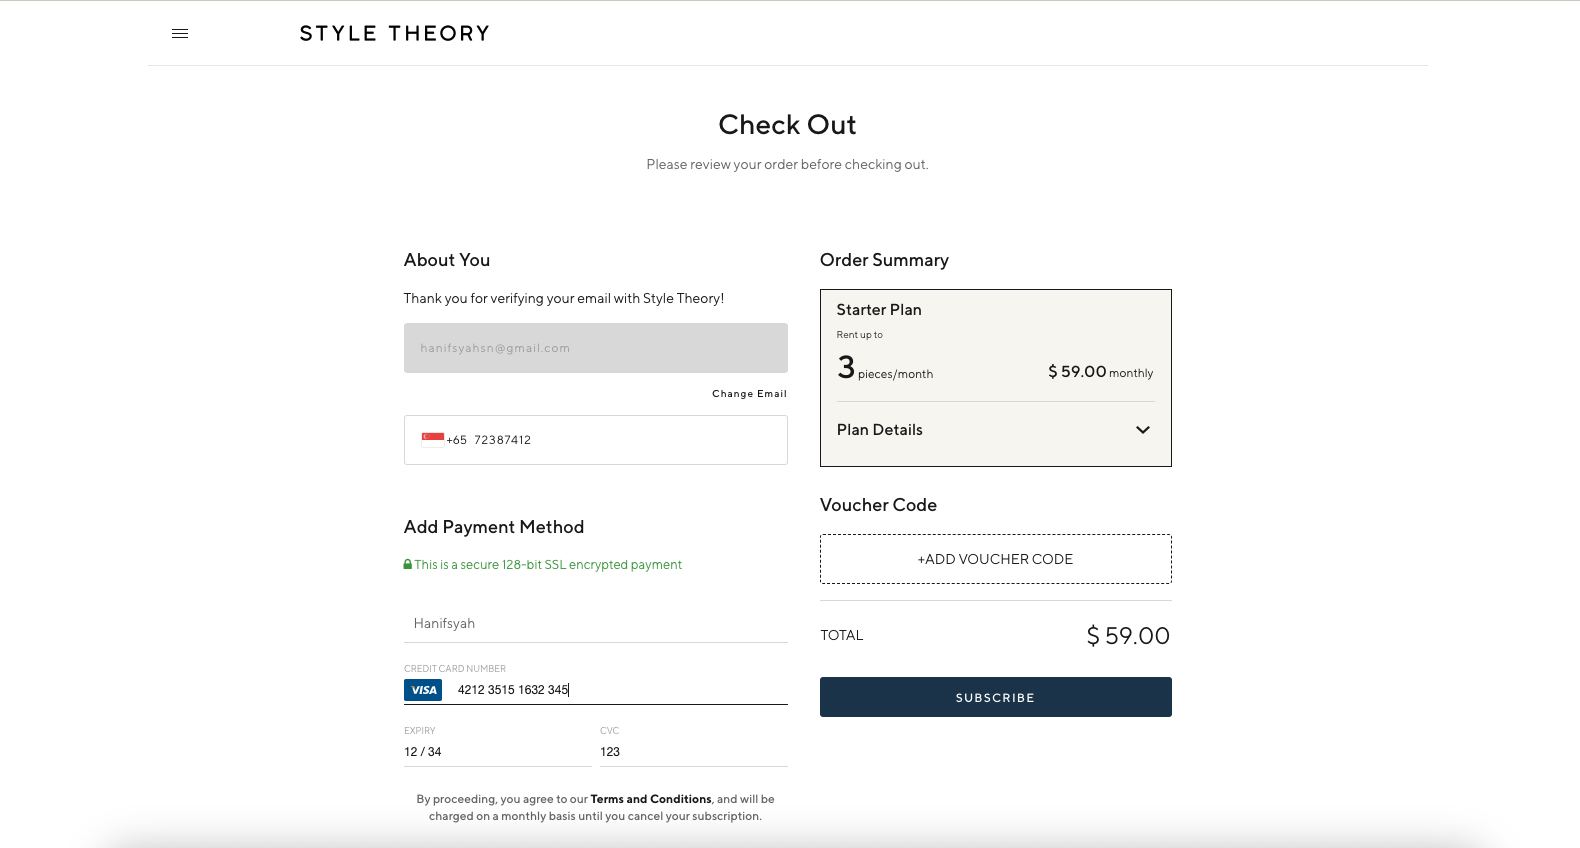 STYLE THEORY
Check Out
Please review your order before checking out.
About You
Thank you for verifying your email with Style Theory!
hanifsyahsn@gmail.com
Change Email
+65 72387412
Add Payment Method
This is a secure 128-bit SSL encrypted payment
Hanifsyah
CREDIT CARD NUMBER
VISA 4212 3515 1632 345
EXPIRY CVC
12 / 34 123
By proceeding, you agree to our Terms and Conditions, and will be
charged on a monthly basis until you cancel your subscription.
Order Summary
Starter Plan
Rent up to
3 pieces/month $ 59.00 monthly
Plan Details
Voucher Code
+ADD VOUCHER CODE
TOTAL $ 59.00
SUBSCRIBE